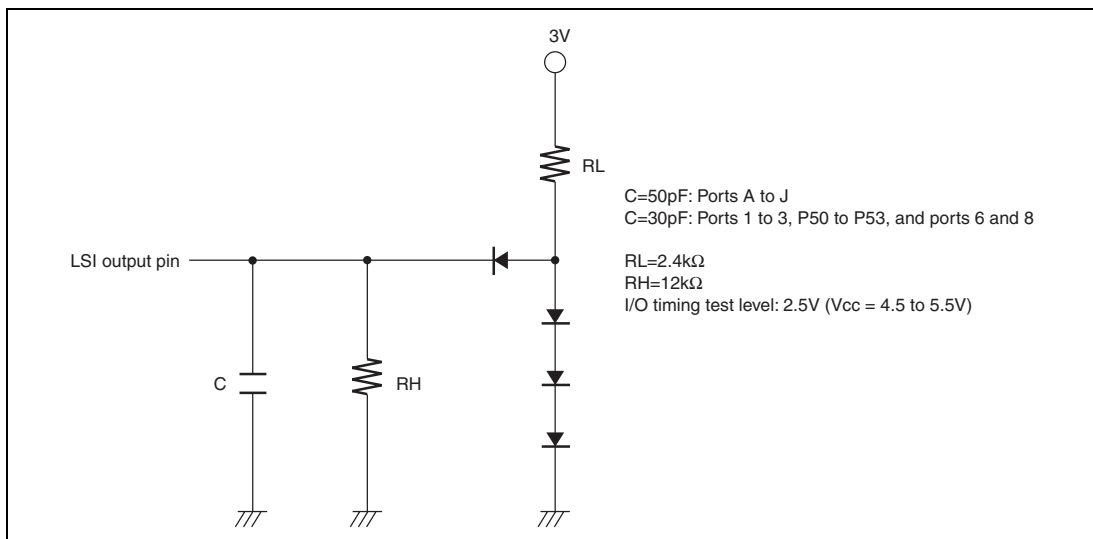 3V
RL
C=50pF: Ports A to J
C=30pF: Ports 1 to 3, P50 to P53, and ports 6 and 8
LSI output pin
RL=2.4kΩ
RH=12kΩ
I/O timing test level: 2.5V (Vcc = 4.5 to 5.5V)
C
RH